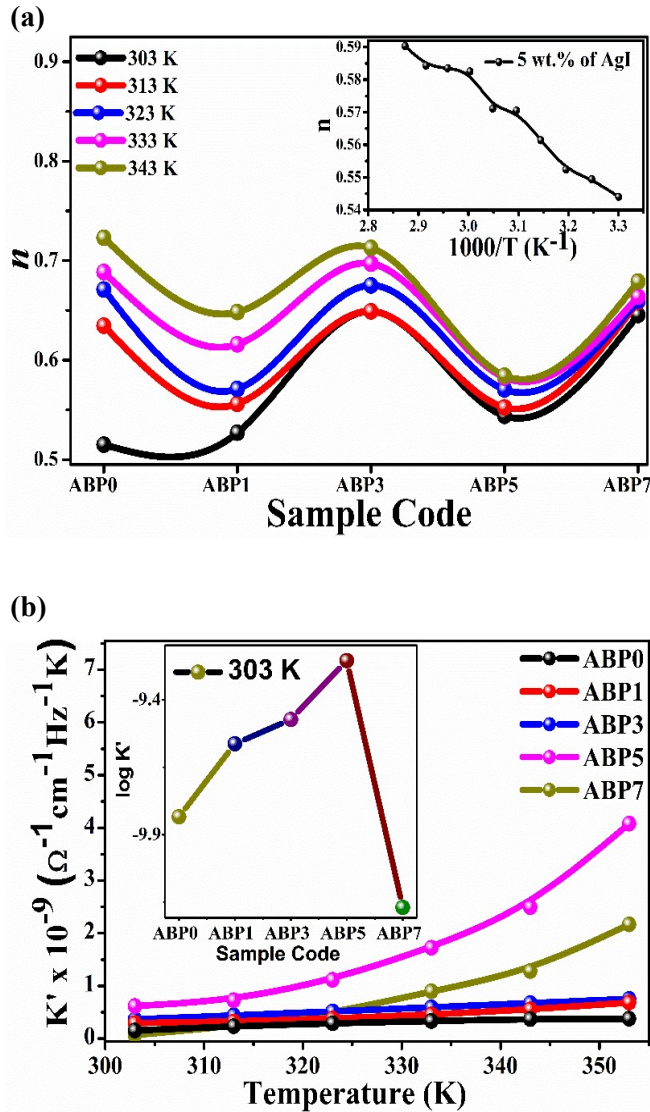 (a)
303 K
313 K
323 K
333 K
343 K
5 wt.% of AgI
n
0.59
0.58
0.57
0.56
0.55
0.54
2.8 2.9 3.0 3.1 3.2 3.3
1000/T (K-1)
n
0.9
0.8
0.7
0.6
0.5
ABP0 ABP1 ABP3 ABP5 ABP7
Sample Code
(b)
K' x 10⁻⁹ (Ω⁻¹cm⁻¹Hz⁻¹K)
7
6
5
4
3
2
1
0
303 K
log K'
-9.4
-9.9
ABP0 ABP1 ABP3 ABP5 ABP7
Sample Code
ABP0
ABP1
ABP3
ABP5
ABP7
300 310 320 330 340 350
Temperature (K)